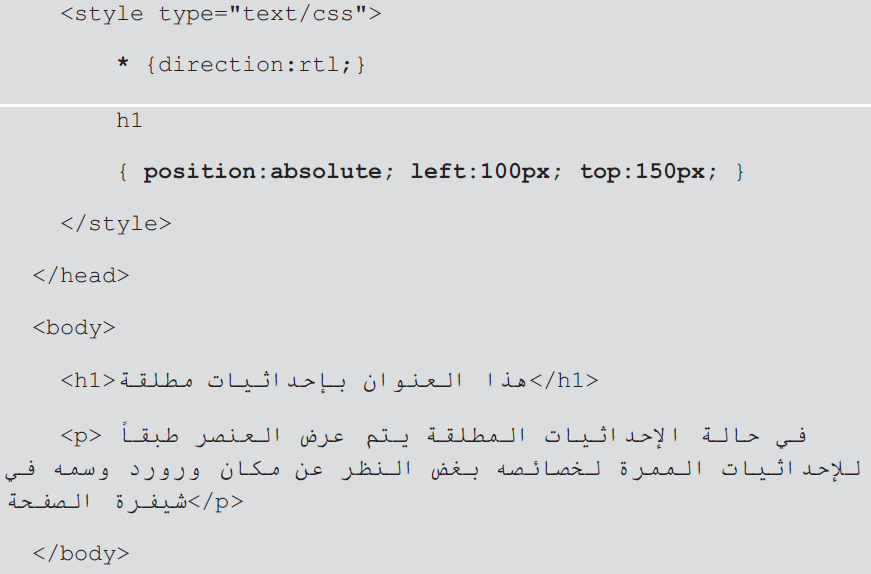 <style type="text/css">
* {direction:rtl;}
h1
{ position:absolute; left:100px; top:150px; }
</style>
</head>
<body>
<h1>هذا العنوان بإحداثيات مطلقة</h1>
<p> في حالة الإحداثيات المطلقة يتم عرض العنصر طبقاً
للإحداثيات الممرة لخصائصه بغض النظر عن مكان ورورد وسمه في
شيفرة الصفحة</p>
</body>